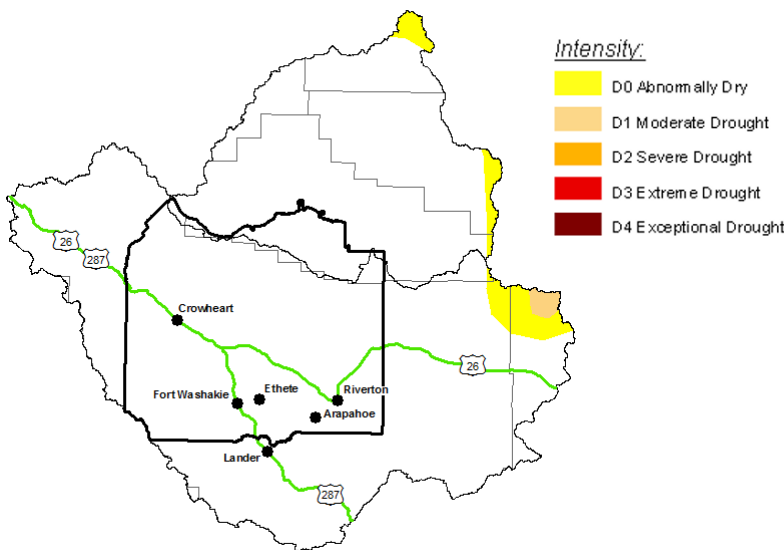 Intensity:
D0 Abnormally Dry
D1 Moderate Drought
D2 Severe Drought
D3 Extreme Drought
D4 Exceptional Drought
26
287
Crowheart
26
Fort Washakie
Ethete
Riverton
Arapahoe
Lander
287